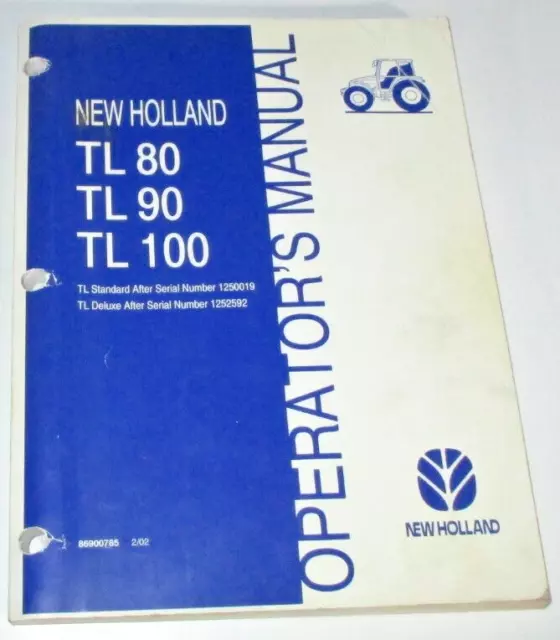 NEW HOLLAND
TL 80
TL 90
TL 100
TL Standard After Serial Number 1250019
TL Deluxe After Serial Number 1252592
86900785 2/02
OPERATOR'S MANUAL
NEW HOLLAND